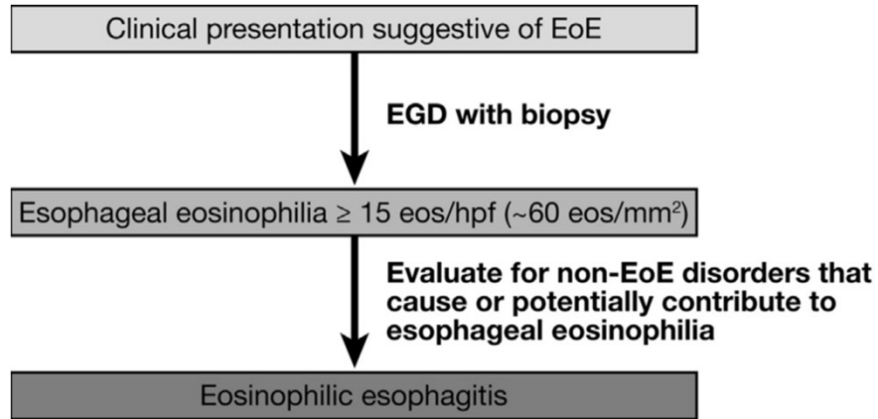 Clinical presentation suggestive of EoE
EGD with biopsy
Esophageal eosinophilia ≥ 15 eos/hpf (~60 eos/mm²)
Evaluate for non-EoE disorders that
cause or potentially contribute to
esophageal eosinophilia
Eosinophilic esophagitis